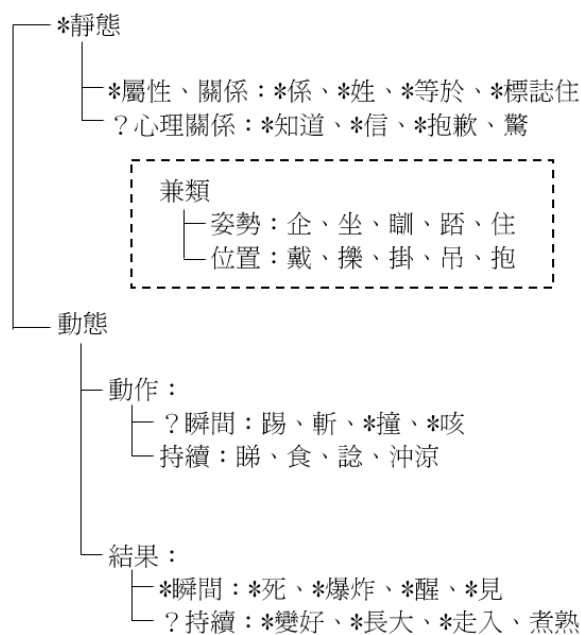 *靜態
*屬性、關係：*係、*姓、*等於、*標誌住
？心理關係：*知道、*信、*抱歉、驚
兼類
姿勢：企、坐、瞓、踎、住
位置：戴、擽、掛、吊、抱
動態
動作：
？瞬間：踢、斬、*撞、*咳
持續：睇、食、諗、沖涼
結果：
*瞬間：*死、*爆炸、*醒、*見
？持續：*變好、*長大、*走入、煮熟